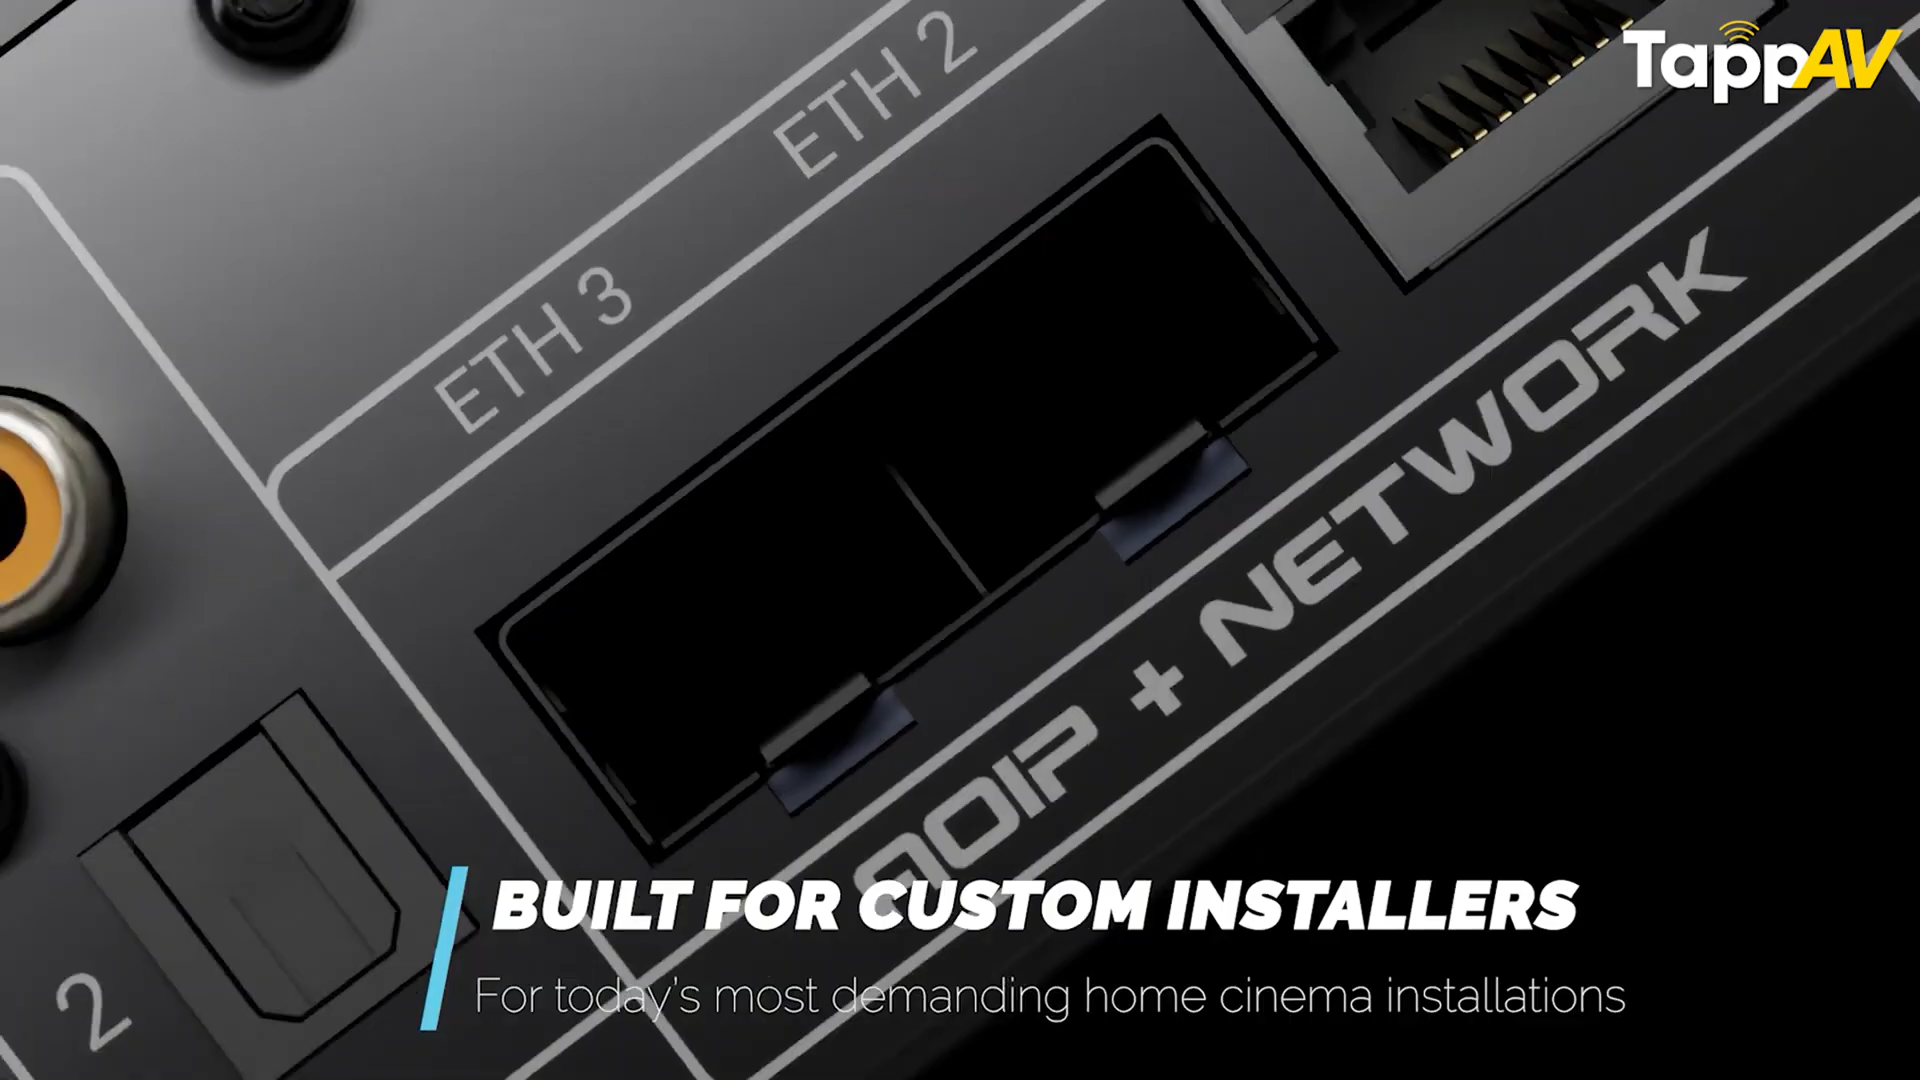 TappAV
ETH 2
ETH 3
AOIP + NETWORK
2
BUILT FOR CUSTOM INSTALLERS
For today's most demanding home cinema installations